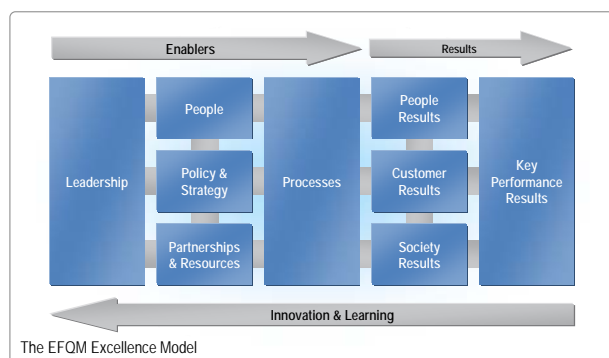 Enablers
Results
Leadership
People
Policy &
Strategy
Partnerships
& Resources
Processes
People
Results
Customer
Results
Society
Results
Key
Performance
Results
Innovation & Learning
The EFQM Excellence Model